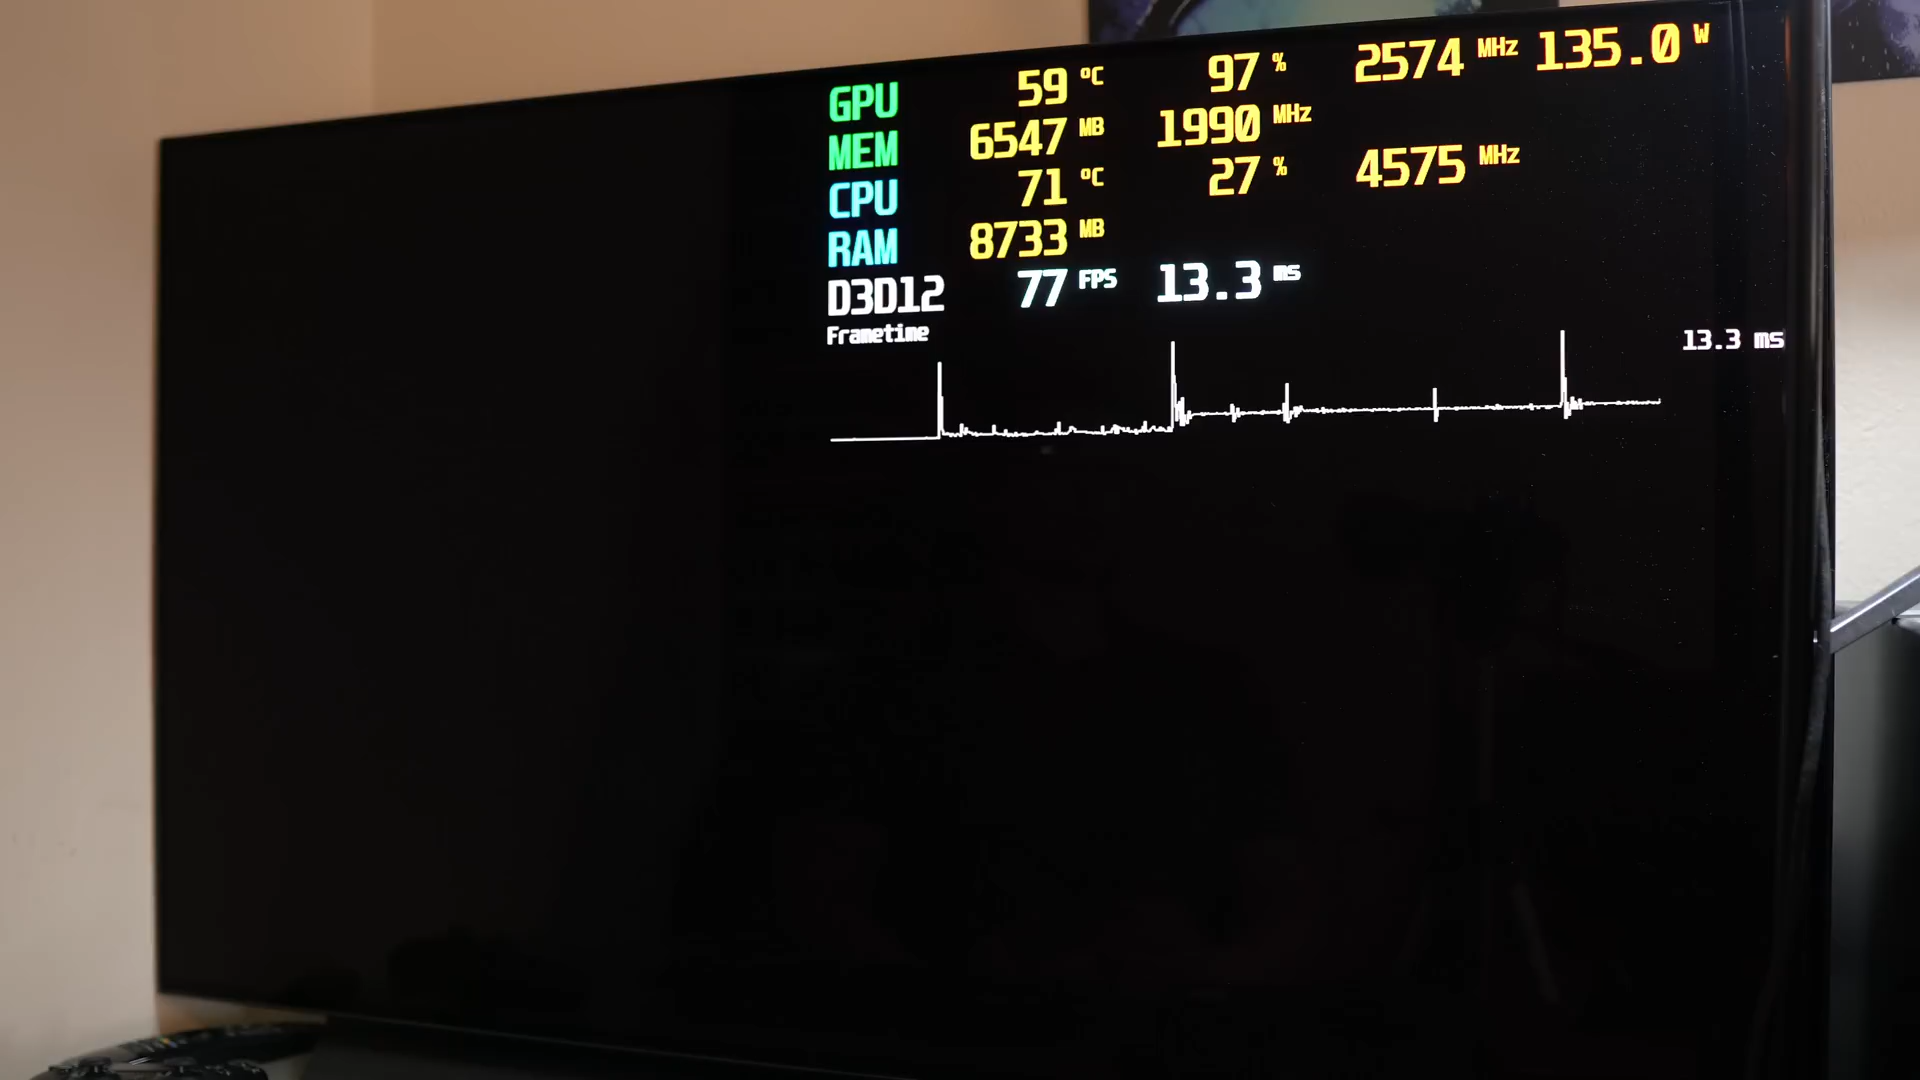 GPU 59 °C 97 % 2574 MHz 135.0 W
MEM 6547 MB 1990 MHz
CPU 71 °C 27 % 4575 MHz
RAM 8733 MB
D3D12 77 FPS 13.3 ms
Frametime 13.3 ms